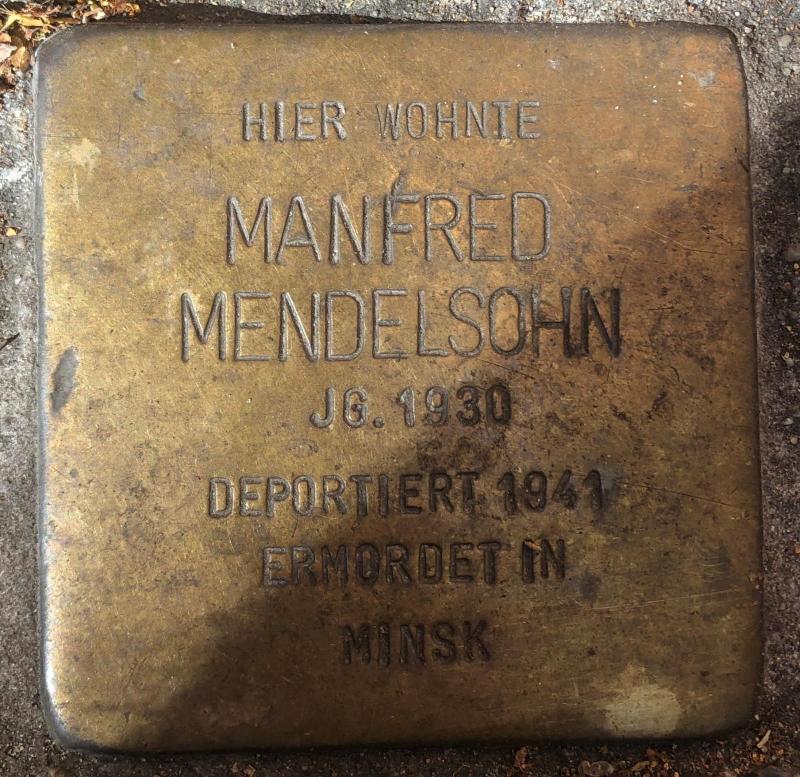 HIER WOHNTE
MANFRED
MENDELSOHN
JG. 1930
DEPORTIERT 1941
ERMORDET IN
MINSK